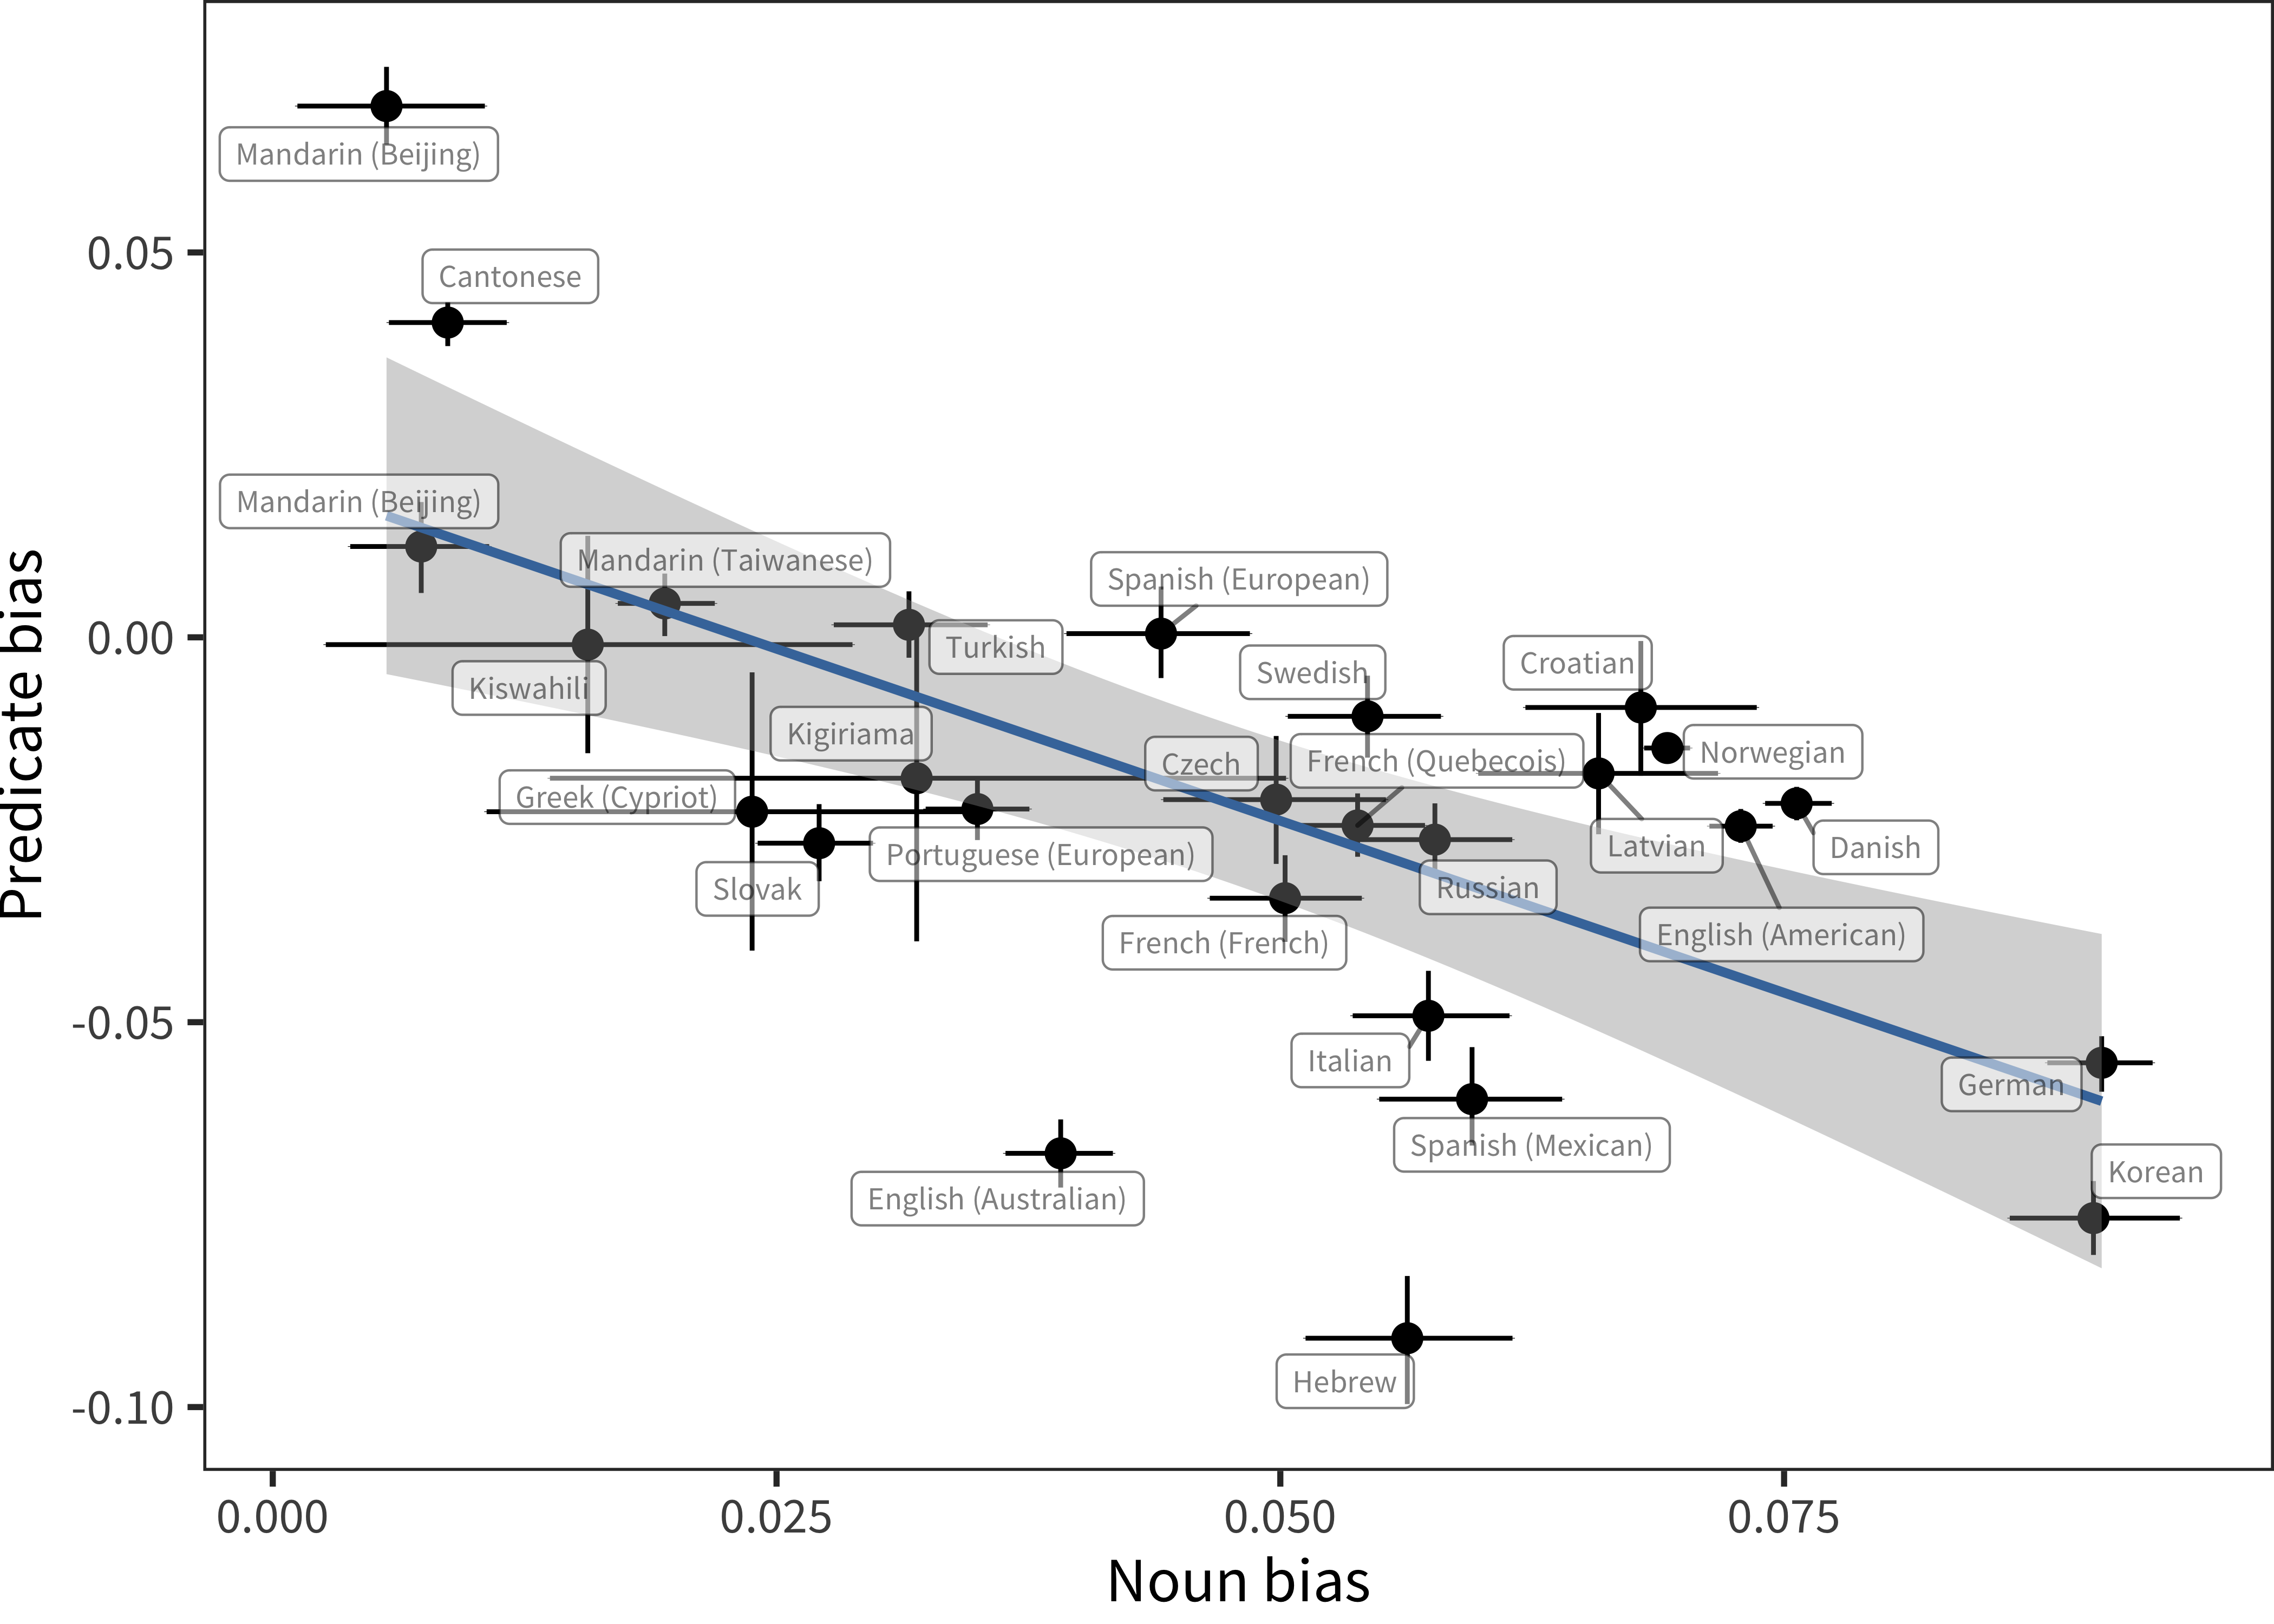 Mandarin (Beijing)
0.05
Cantonese
Mandarin (Beijing)
Mandarin (Taiwanese)
Spanish (European)
0.00
Turkish
Swedish
Croatian
Kiswahili
Kigiriama
Czech
French (Quebecois)
Norwegian
Greek (Cypriot)
Portuguese (European)
Latvian
Danish
Slovak
Russian
French (French)
English (American)
-0.05
Italian
German
Spanish (Mexican)
Korean
English (Australian)
Hebrew
-0.10
Predicate bias
0.000
0.025
0.050
0.075
Noun bias